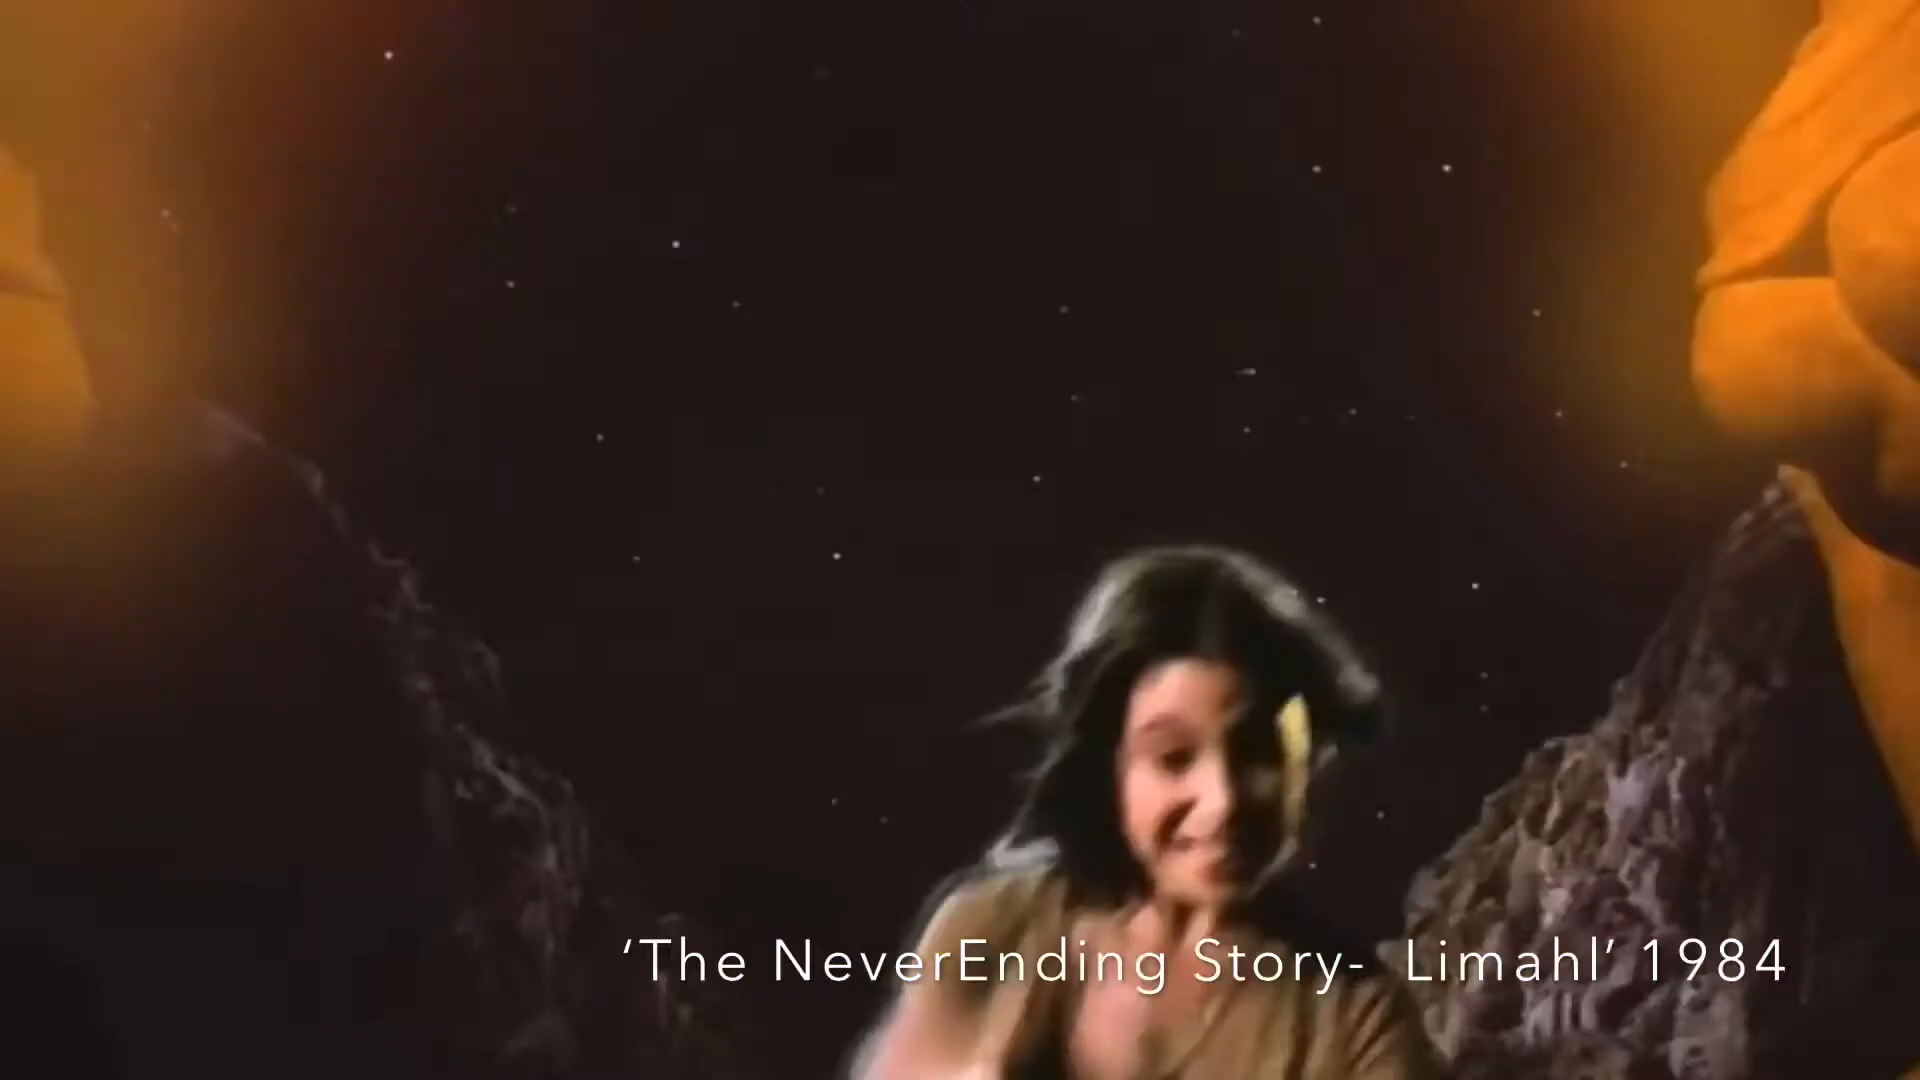 ‘The NeverEnding Story- Limahl’ 1984